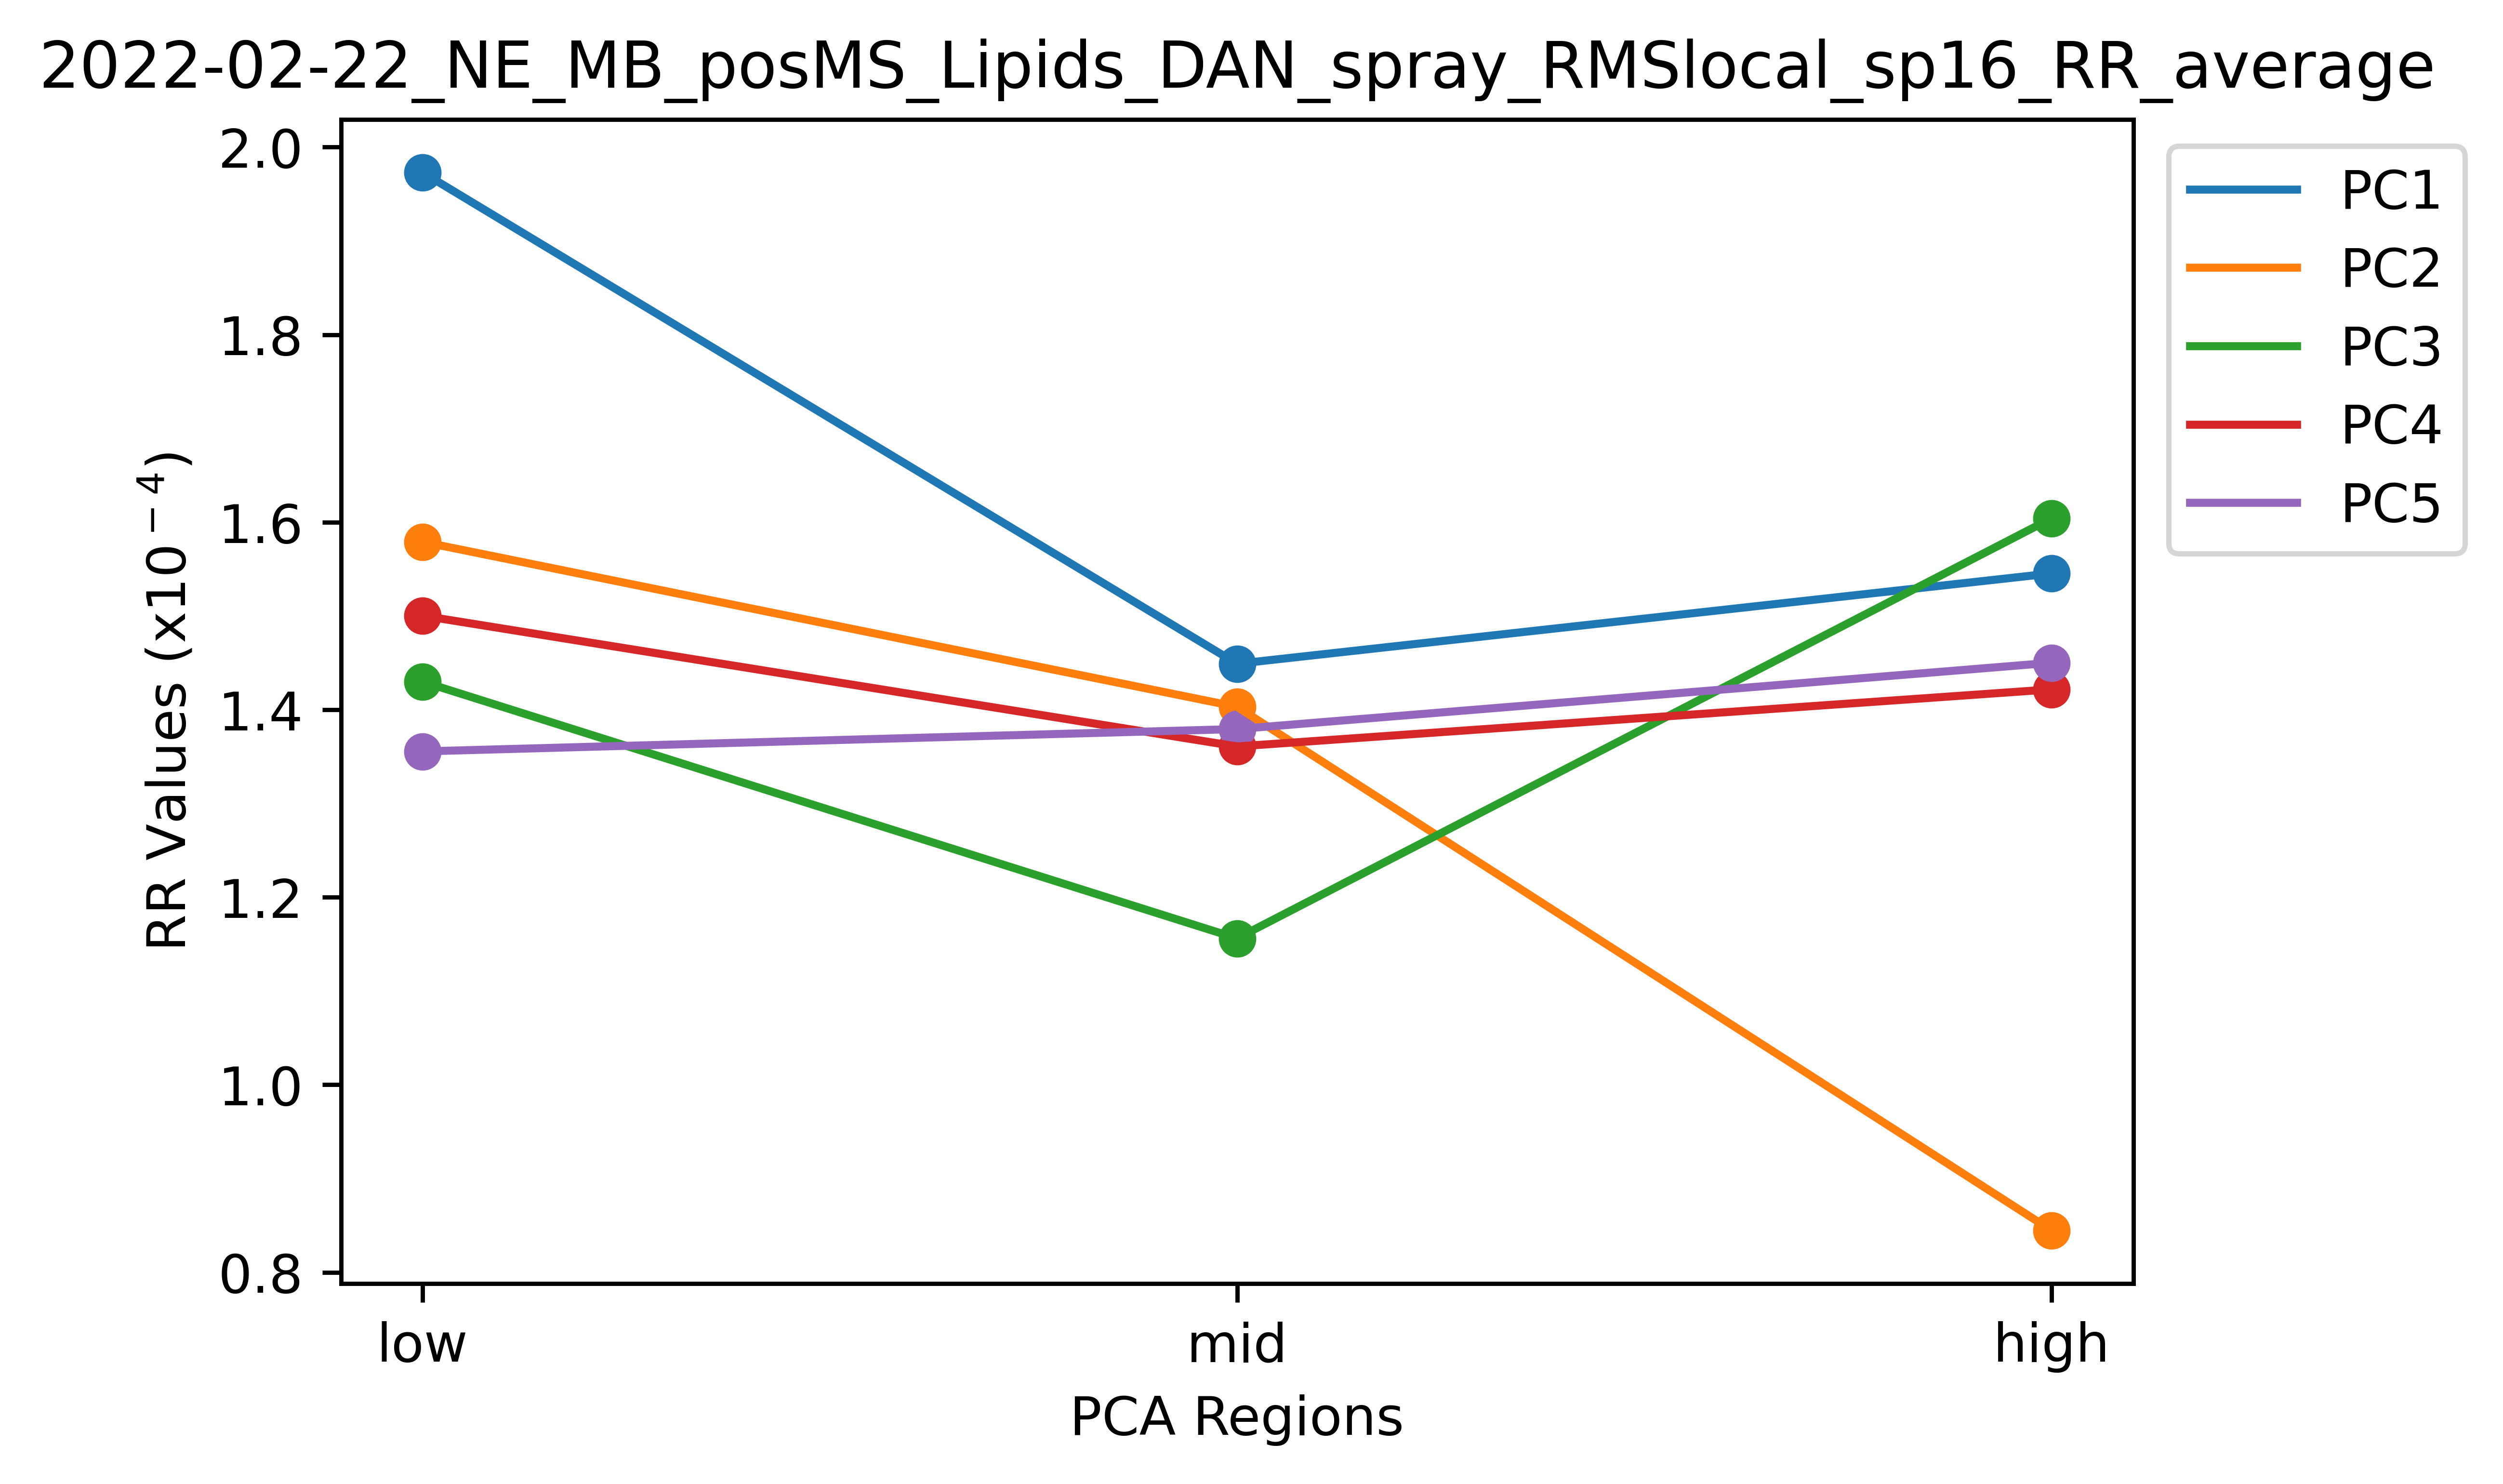 2022-02-22_NE_MB_posMS_Lipids_DAN_spray_RMSlocal_sp16_RR_average
2.0
1.8
1.6
1.4
1.2
1.0
0.8
RR Values (x10⁻⁴)
low
mid
high
PCA Regions
PC1
PC2
PC3
PC4
PC5